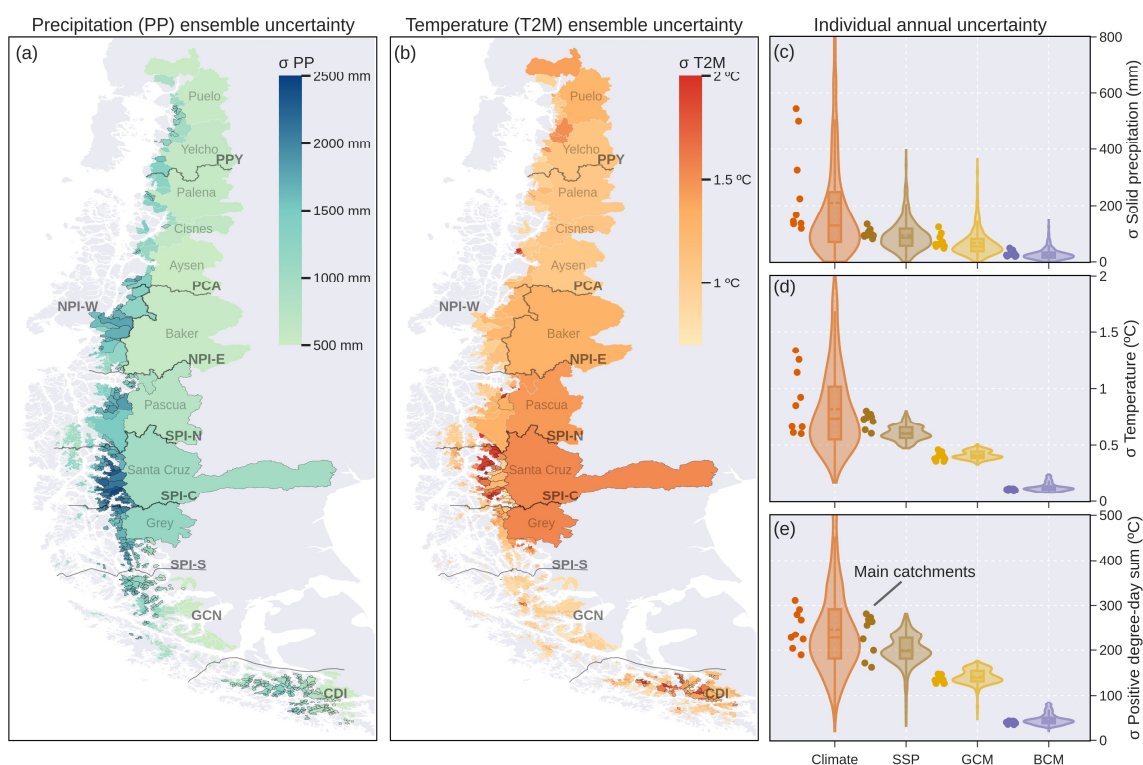 Precipitation (PP) ensemble uncertainty
(a)
σ PP
2500 mm
2000 mm
1500 mm
1000 mm
500 mm
Puelo
Yelcho
PPY
Palena
Cisnes
Aysen
PCA
NPI-W
Baker
NPI-E
Pascua
SPI-N
Santa Cruz
SPI-C
Grey
SPI-S
GCN
CDI
Temperature (T2M) ensemble uncertainty
(b)
σ T2M
2 ºC
1.5 ºC
1 ºC
Puelo
Yelcho
PPY
Palena
Cisnes
Aysen
PCA
NPI-W
Baker
NPI-E
Pascua
SPI-N
Santa Cruz
SPI-C
Grey
SPI-S
GCN
CDI
Individual annual uncertainty
(c)
800
600
400
200
0
σ Solid precpitation (mm)
(d)
2
1.5
1
0.5
0
σ Temperature (ºC)
(e)
Main catchments
500
400
300
200
100
0
σ Positive degree-day sum (ºC)
Climate SSP GCM BCM